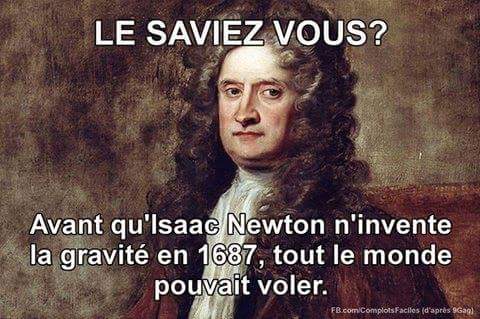 LE SAVIEZ VOUS?
Avant qu'Isaac Newton n'invente
la gravité en 1687, tout le monde
pouvait voler.
FB.com/ComplotsFaciles (d'après 9Gag)